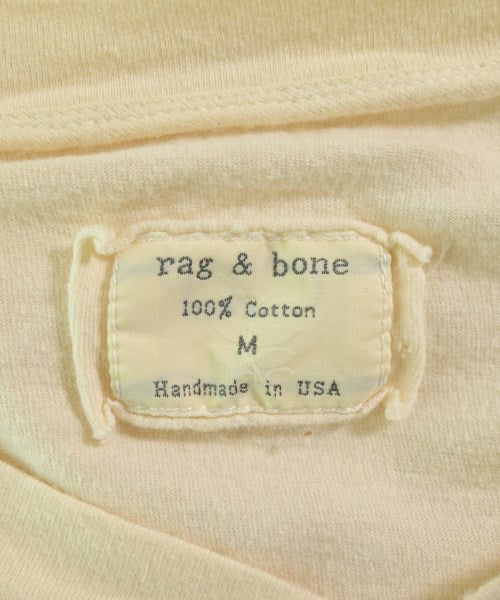 rag & bone
100% Cotton
M
Handmade in USA